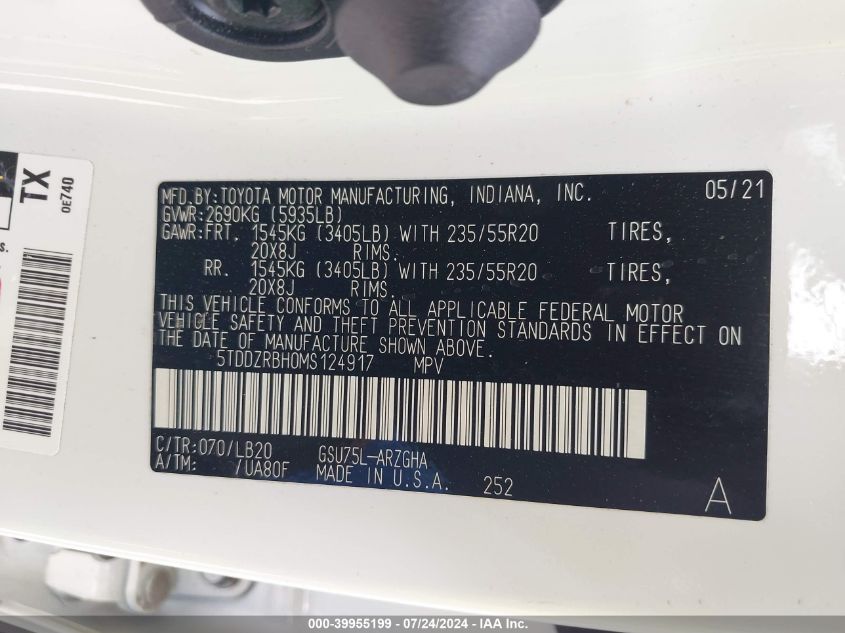 TX
0E740
s.
MFD.BY:TOYOTA MOTOR MANUFACTURING, INDIANA, INC. 05/21
GVWR:2690KG (5935LB)
GAWR:FRT. 1545KG (3405LB) WITH 235/55R20 TIRES,
20X8J RIMS.
RR. 1545KG (3405LB) WITH 235/55R20 TIRES,
20X8J RIMS.
THIS VEHICLE CONFORMS TO ALL APPLICABLE FEDERAL MOTOR
VEHICLE SAFETY AND THEFT PREVENTION STANDARDS IN EFFECT ON
THE DATE OF MANUFACTURE SHOWN ABOVE.
5TDDZRBH0MS124917 MPV
C/TR:070/LB20 GSU75L-ARZGHA
A/TM: /UA80F MADE IN U.S.A. 252 A
000-39955199 - 07/24/2024 - IAA Inc.